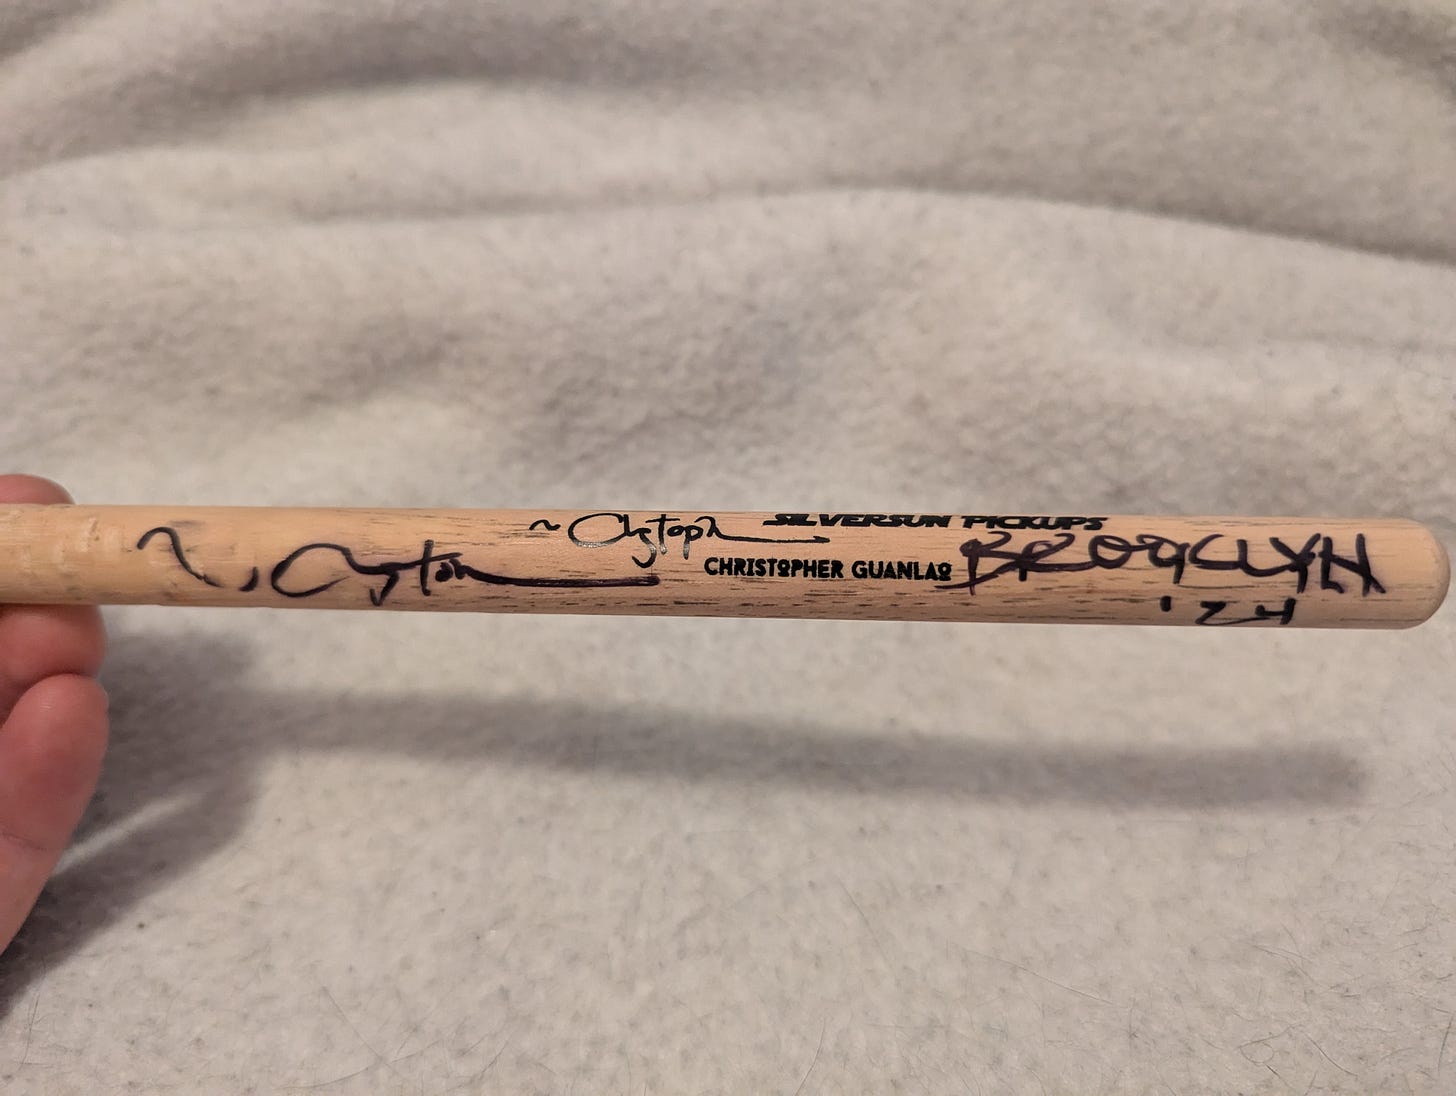 ~ Chstoph
SILVERSUN PICKUPS
CHRISTOPHER GUANLAO
BROOKLYN
'24